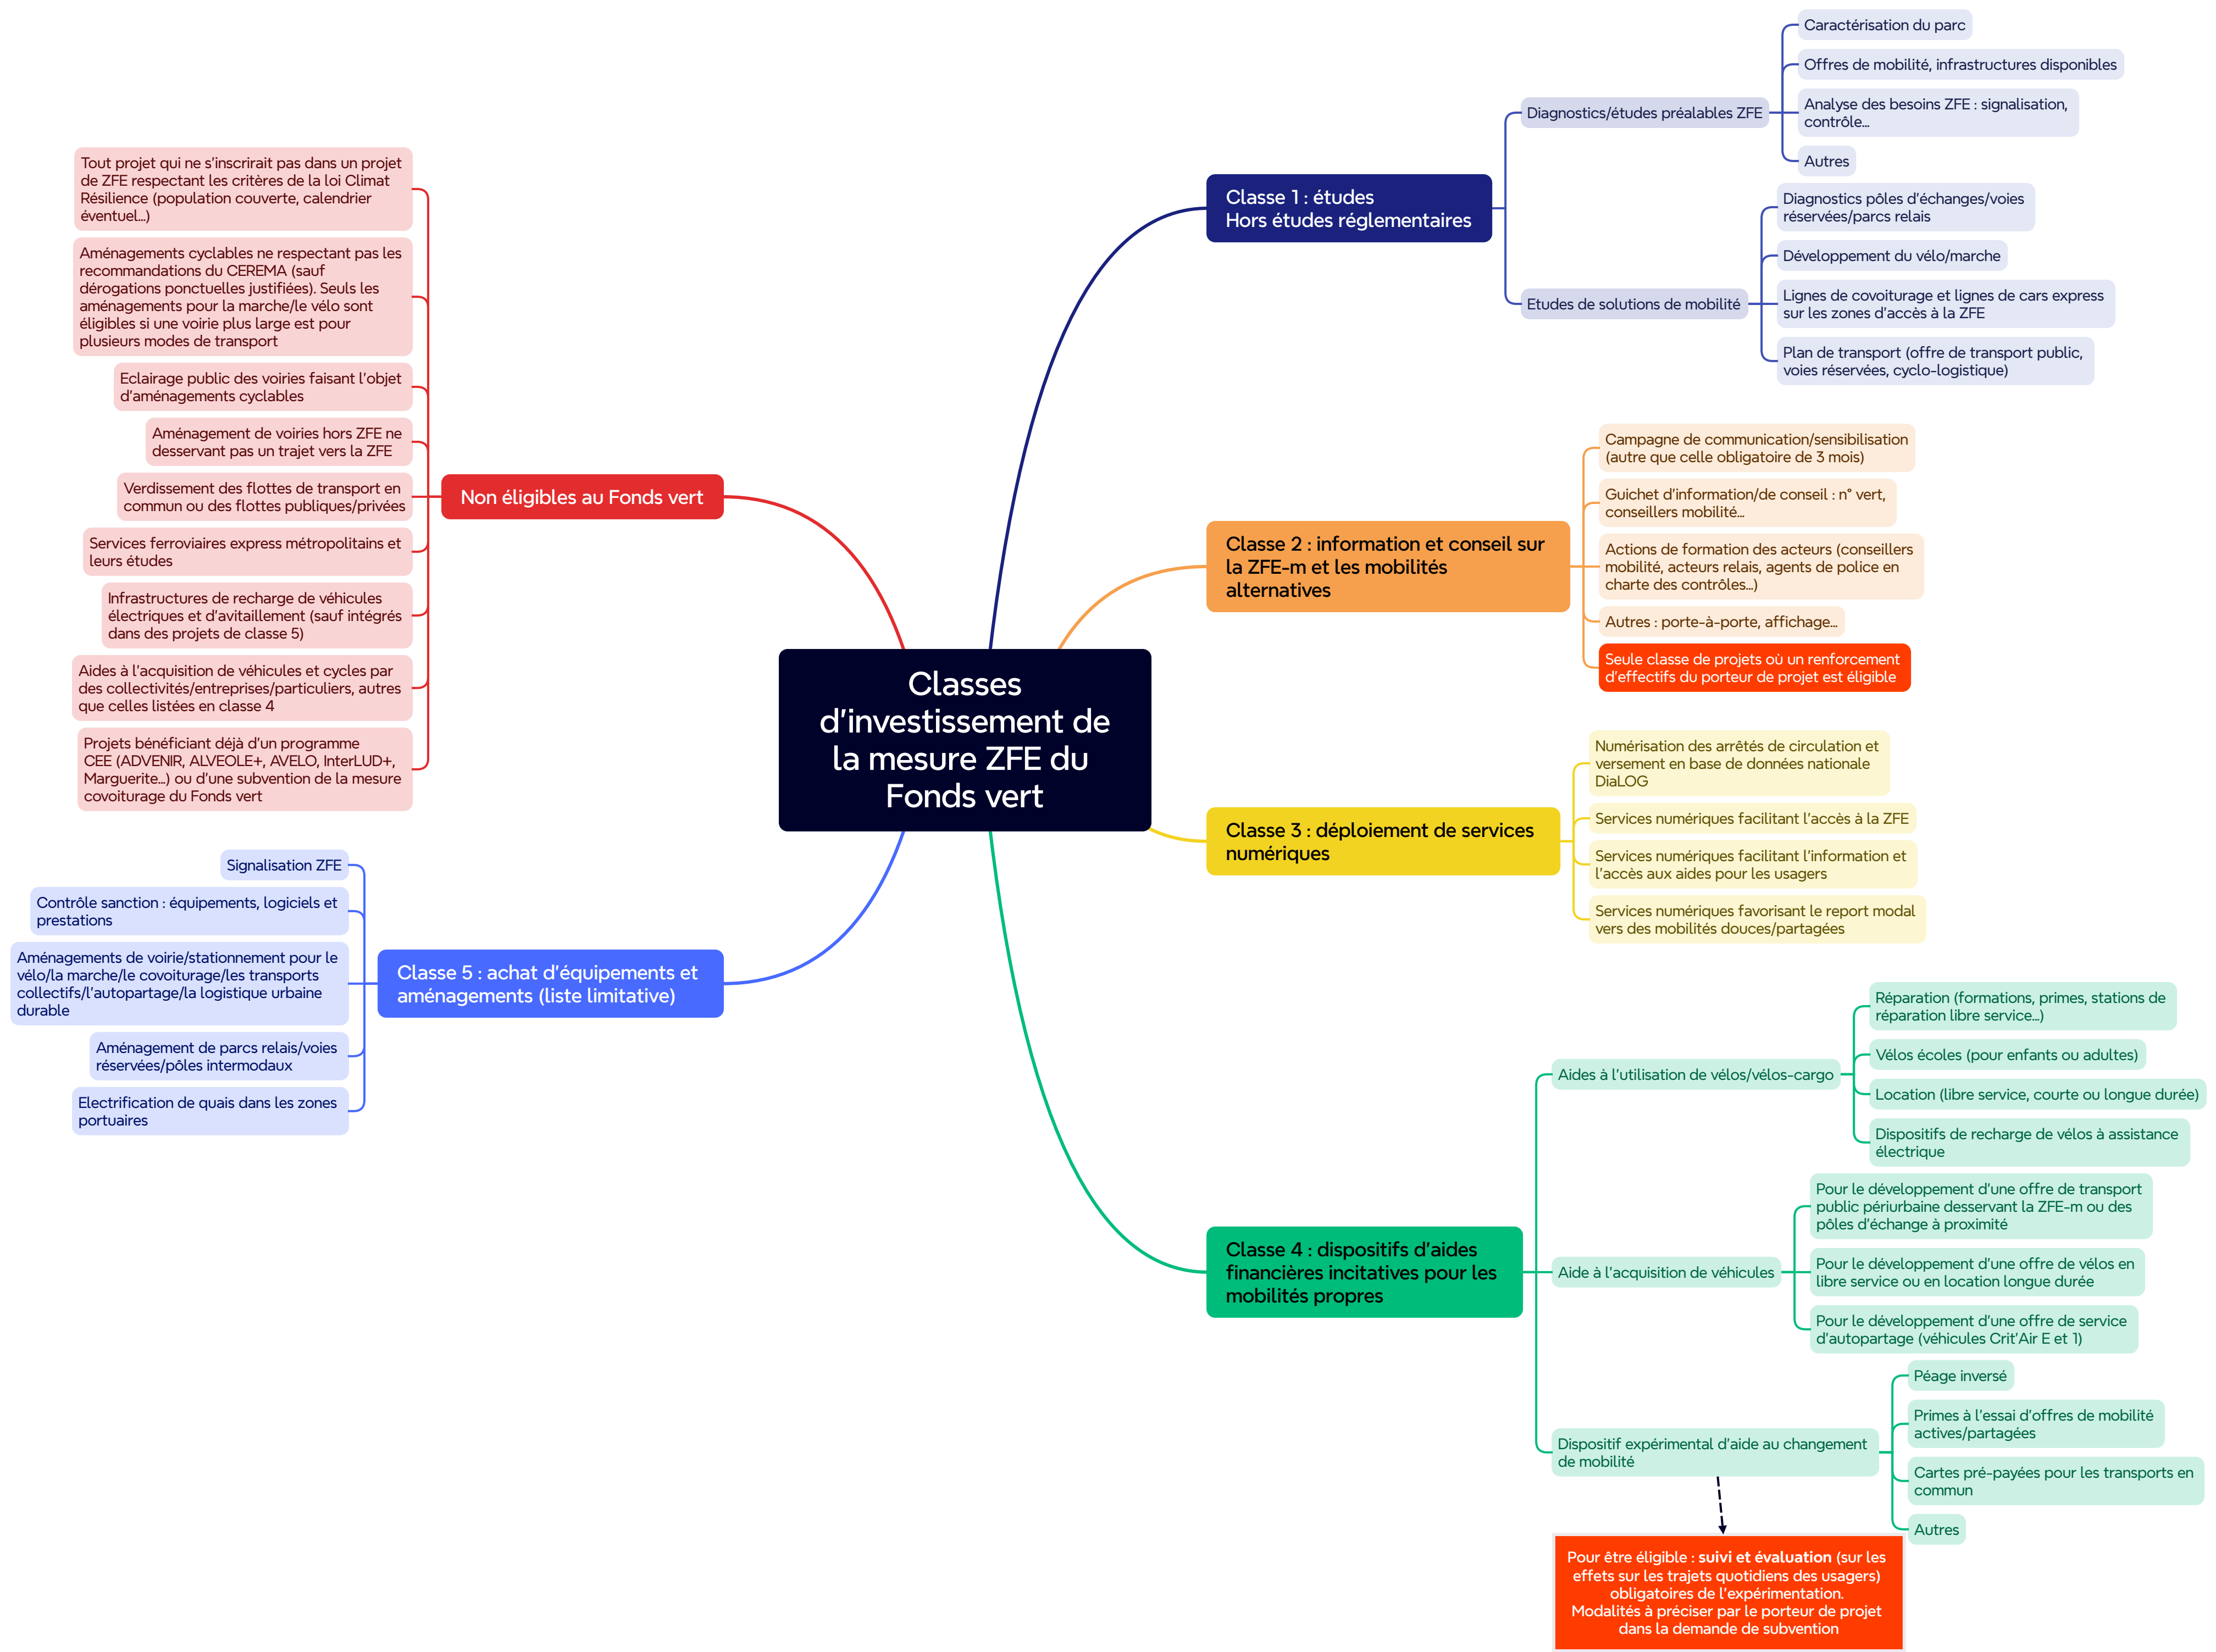 Classes
d'investissement de
la mesure ZFE du
Fonds vert
Classe 1 : études
Hors études réglementaires
Diagnostics/études préalables ZFE
Caractérisation du parc
Offres de mobilité, infrastructures disponibles
Analyse des besoins ZFE : signalisation,
contrôle...
Autres
Etudes de solutions de mobilité
Diagnostics pôles d'échanges/voies
réservées/parcs relais
Développement du vélo/marche
Lignes de covoiturage et lignes de cars express
sur les zones d'accès à la ZFE
Plan de transport (offre de transport public,
voies réservées, cyclo-logistique)
Classe 2 : information et conseil sur
la ZFE-m et les mobilités
alternatives
Campagne de communication/sensibilisation
(autre que celle obligatoire de 3 mois)
Guichet d'information/de conseil : n° vert,
conseillers mobilité...
Actions de formation des acteurs (conseillers
mobilité, acteurs relais, agents de police en
charte des contrôles...)
Autres : porte-à-porte, affichage...
Seule classe de projets où un renforcement
d'effectifs du porteur de projet est éligible
Classe 3 : déploiement de services
numériques
Numérisation des arrêtés de circulation et
versement en base de données nationale
DiaLOG
Services numériques facilitant l'accès à la ZFE
Services numériques facilitant l'information et
l'accès aux aides pour les usagers
Services numériques favorisant le report modal
vers des mobilités douces/partagées
Classe 4 : dispositifs d'aides
financières incitatives pour les
mobilités propres
Aides à l'utilisation de vélos/vélos-cargo
Réparation (formations, primes, stations de
réparation libre service...)
Vélos écoles (pour enfants ou adultes)
Location (libre service, courte ou longue durée)
Dispositifs de recharge de vélos à assistance
électrique
Aide à l'acquisition de véhicules
Pour le développement d'une offre de transport
public périurbaine desservant la ZFE-m ou des
pôles d'échange à proximité
Pour le développement d'une offre de vélos en
libre service ou en location longue durée
Pour le développement d'une offre de service
d'autopartage (véhicules Crit'Air E et 1)
Dispositif expérimental d'aide au changement
de mobilité
Péage inversé
Primes à l'essai d'offres de mobilité
actives/partagées
Cartes pré-payées pour les transports en
commun
Autres
Pour être éligible : suivi et évaluation (sur les
effets sur les trajets quotidiens des usagers)
obligatoires de l'expérimentation.
Modalités à préciser par le porteur de projet
dans la demande de subvention
Classe 5 : achat d'équipements et
aménagements (liste limitative)
Signalisation ZFE
Contrôle sanction : équipements, logiciels et
prestations
Aménagements de voirie/stationnement pour le
vélo/la marche/le covoiturage/les transports
collectifs/l'autopartage/la logistique urbaine
durable
Aménagement de parcs relais/voies
réservées/pôles intermodaux
Electrification de quais dans les zones
portuaires
Non éligibles au Fonds vert
Tout projet qui ne s'inscrirait pas dans un projet
de ZFE respectant les critères de la loi Climat
Résilience (population couverte, calendrier
éventuel...)
Aménagements cyclables ne respectant pas les
recommandations du CEREMA (sauf
dérogations ponctuelles justifiées). Seuls les
aménagements pour la marche/le vélo sont
éligibles si une voirie plus large est pour
plusieurs modes de transport
Eclairage public des voiries faisant l'objet
d'aménagements cyclables
Aménagement de voiries hors ZFE ne
desservant pas un trajet vers la ZFE
Verdissement des flottes de transport en
commun ou des flottes publiques/privées
Services ferroviaires express métropolitains et
leurs études
Infrastructures de recharge de véhicules
électriques et d'avitaillement (sauf intégrés
dans des projets de classe 5)
Aides à l'acquisition de véhicules et cycles par
des collectivités/entreprises/particuliers, autres
que celles listées en classe 4
Projets bénéficiant déjà d'un programme
CEE (ADVENIR, ALVEOLE+, AVELO, InterLUD+,
Marguerite...) ou d'une subvention de la mesure
covoiturage du Fonds vert